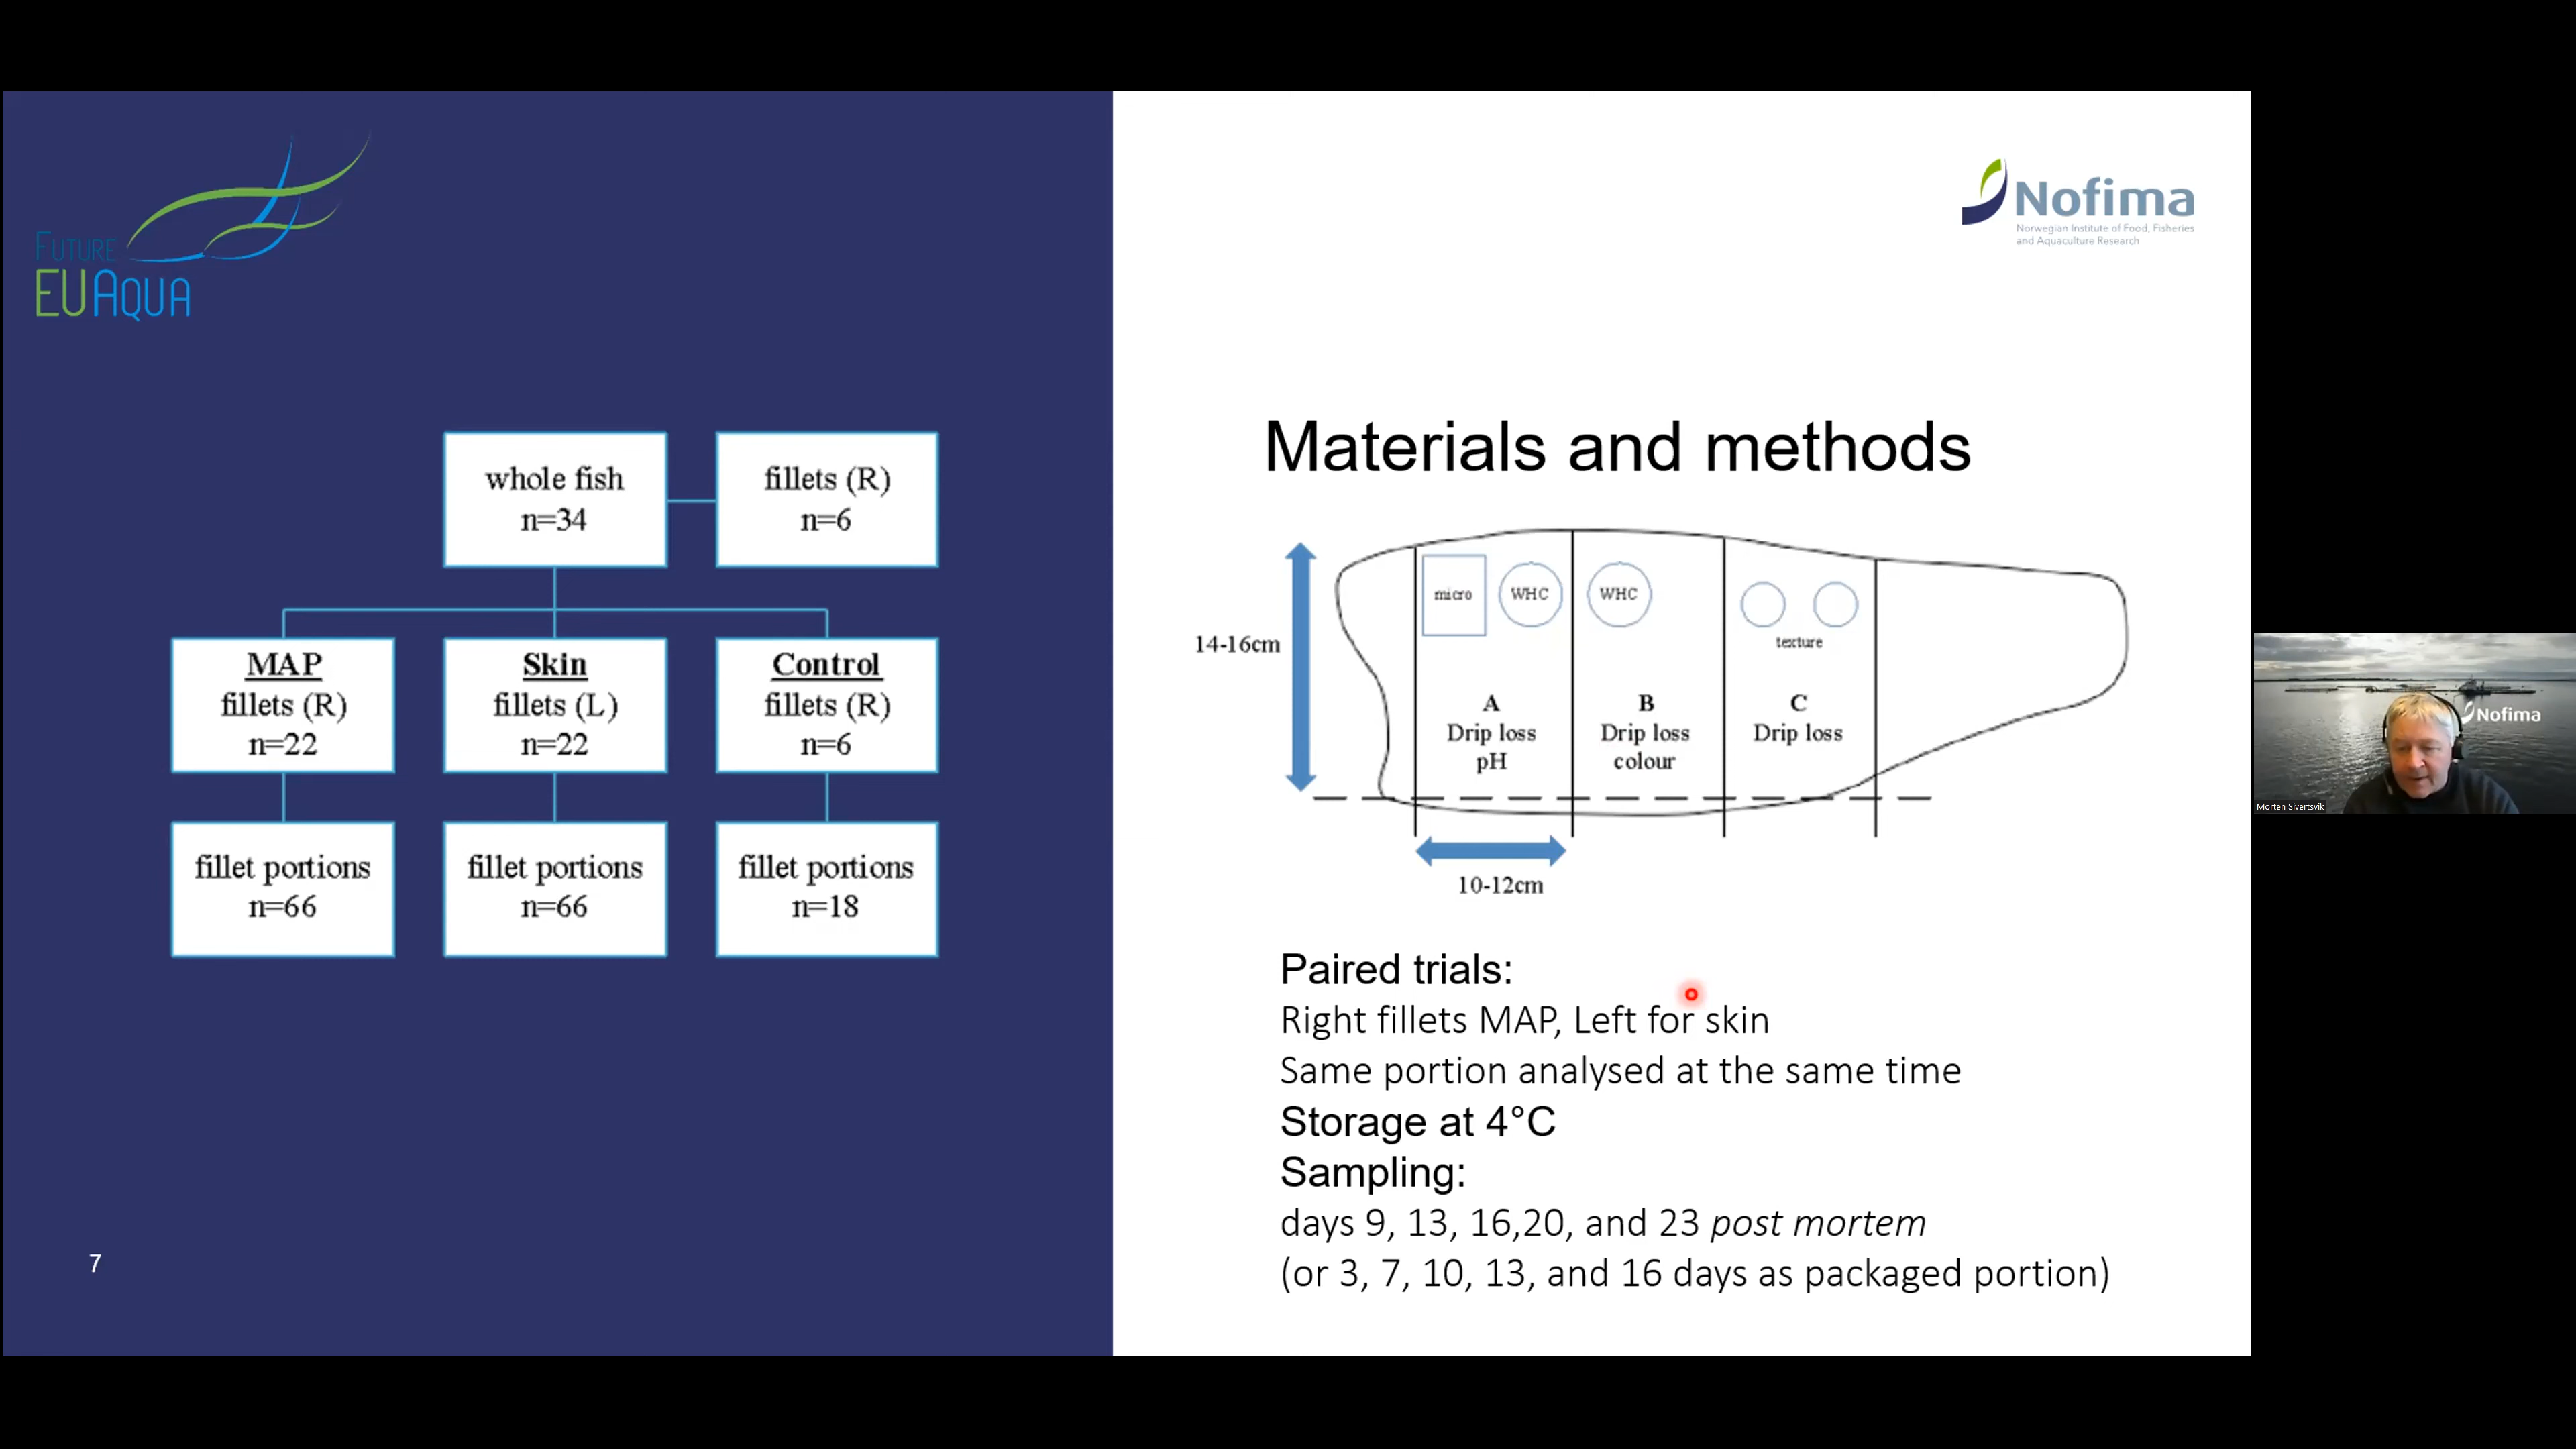 FUTURE
EUAQUA
whole fish
n=34
fillets (R)
n=6
MAP
fillets (R)
n=22
Skin
fillets (L)
n=22
Control
fillets (R)
n=6
fillet portions
n=66
fillet portions
n=66
fillet portions
n=18
7
Nofima
Norwegian Institute of Food, Fisheries
and Aquaculture Research
Materials and methods
14-16cm
micro
WHC
WHC
texture
A
Drip loss
pH
B
Drip loss
colour
C
Drip loss
10-12cm
Paired trials:
Right fillets MAP, Left for skin
Same portion analysed at the same time
Storage at 4°C
Sampling:
days 9, 13, 16,20, and 23 post mortem
(or 3, 7, 10, 13, and 16 days as packaged portion)
Nofima
Morten Sivertsvik